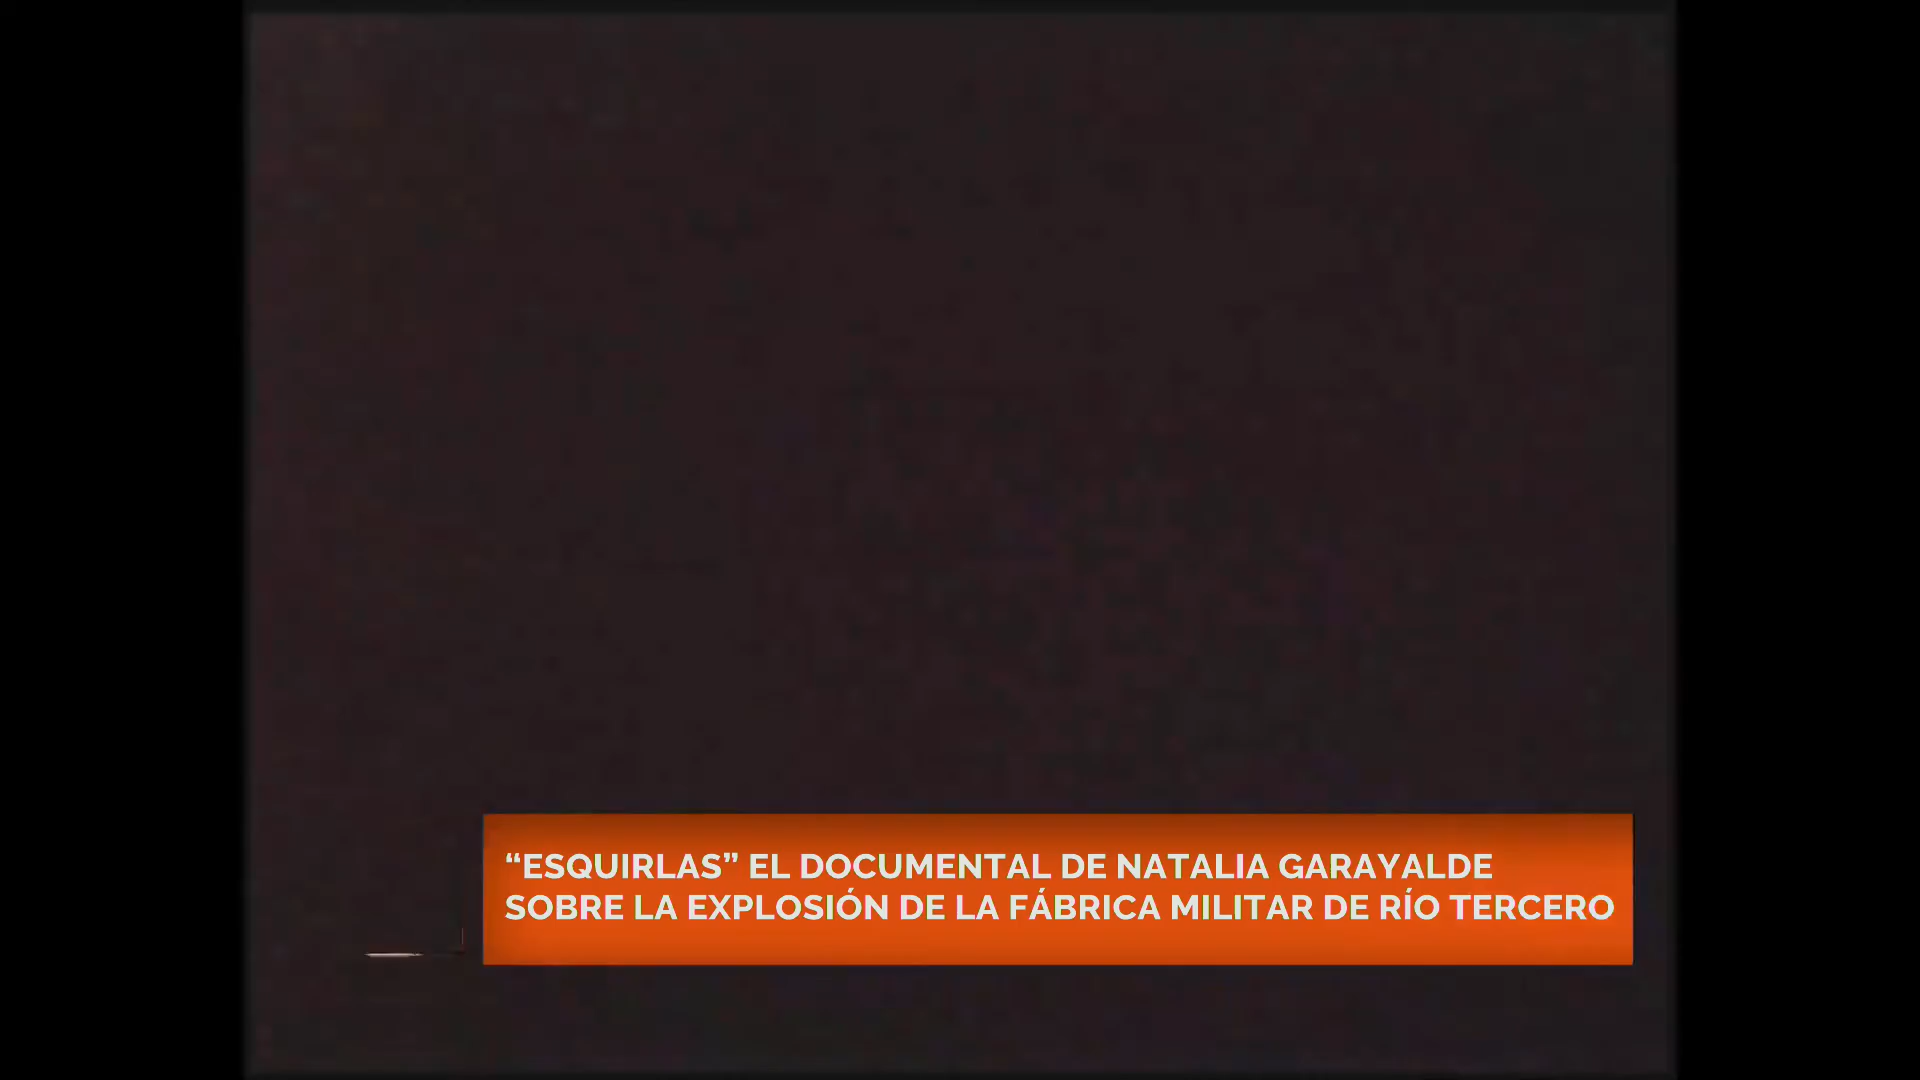 “ESQUIRLAS” EL DOCUMENTAL DE NATALIA GARAYALDE
SOBRE LA EXPLOSIÓN DE LA FÁBRICA MILITAR DE RÍO TERCERO